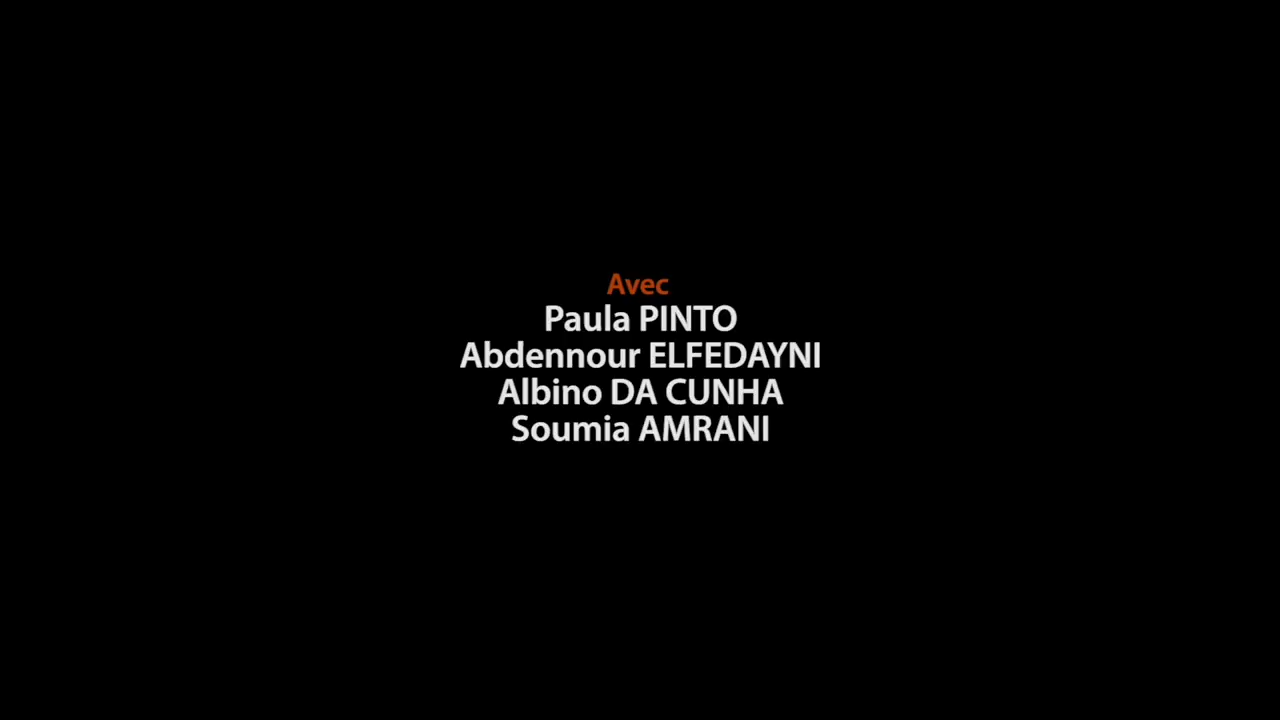 Avec
Paula PINTO
Abdennour ELFEDAYNI
Albino DA CUNHA
Soumia AMRANI